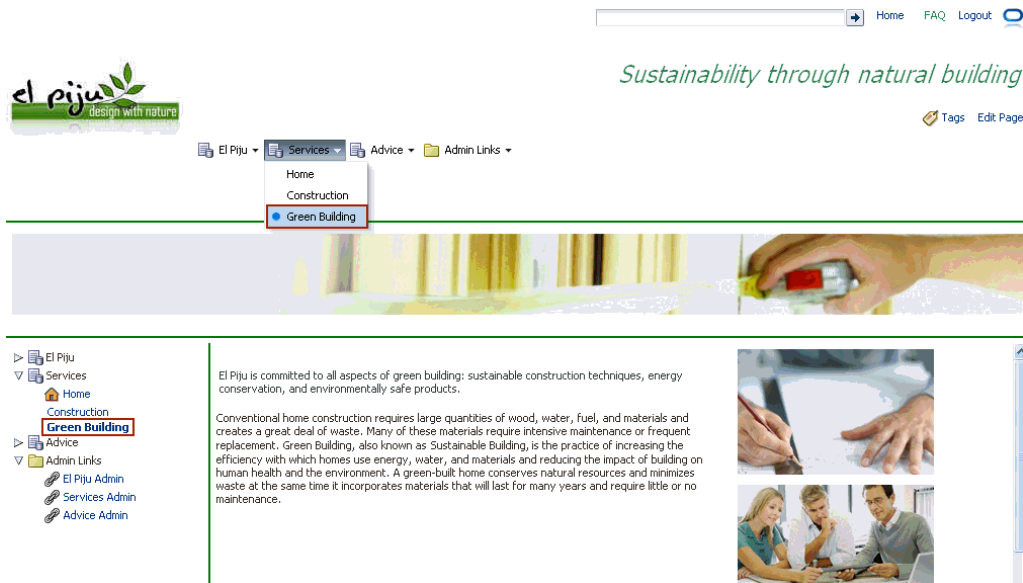 Home FAQ Logout
Sustainability through natural building
el piju
design with nature
Tags Edit Page
El Piju Services Advice Admin Links
Home
Construction
Green Building
El Piju
Services
Home
Construction
Green Building
Advice
Admin Links
El Piju Admin
Services Admin
Advice Admin
El Piju is committed to all aspects of green building: sustainable construction techniques, energy
conservation, and environmentally safe products.
Conventional home construction requires large quantities of wood, water, fuel, and materials and
creates a great deal of waste. Many of these materials require intensive maintenance or frequent
replacement. Green Building, also known as Sustainable Building, is the practice of increasing the
efficiency with which homes use energy, water, and materials and reducing the impact of building on
human health and the environment. A green-built home conserves natural resources and minimizes
waste at the same time it incorporates materials that will last for many years and require little or no
maintenance.